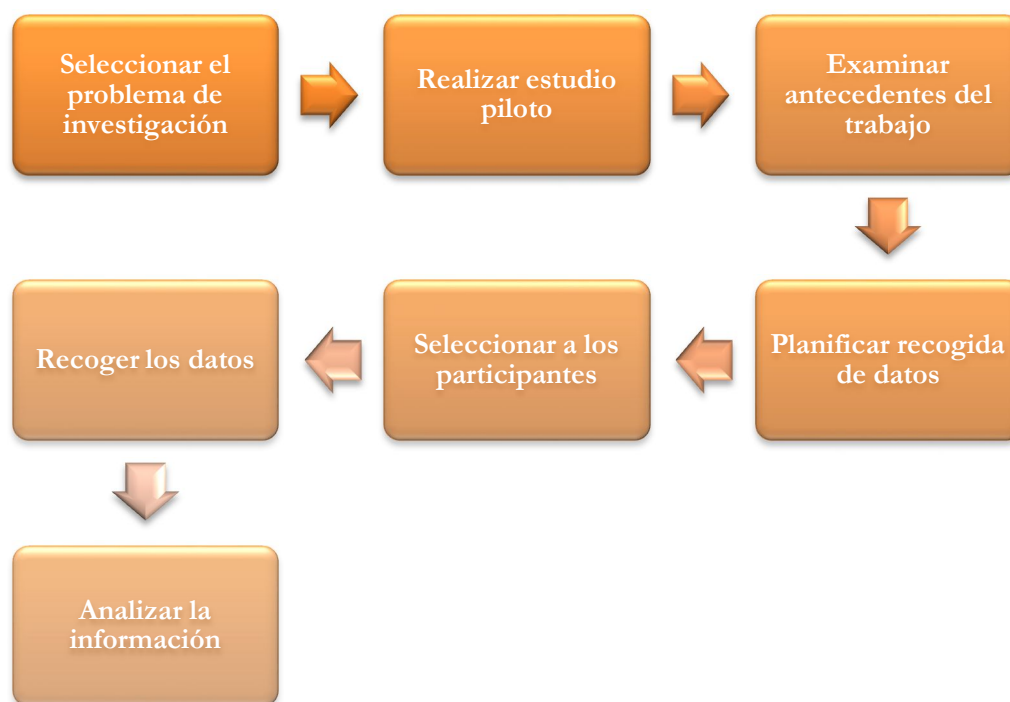 Seleccionar el
problema de
investigación
Realizar estudio
piloto
Examinar
antecedentes del
trabajo
Planificar recogida
de datos
Seleccionar a los
participantes
Recoger los datos
Analizar la
información